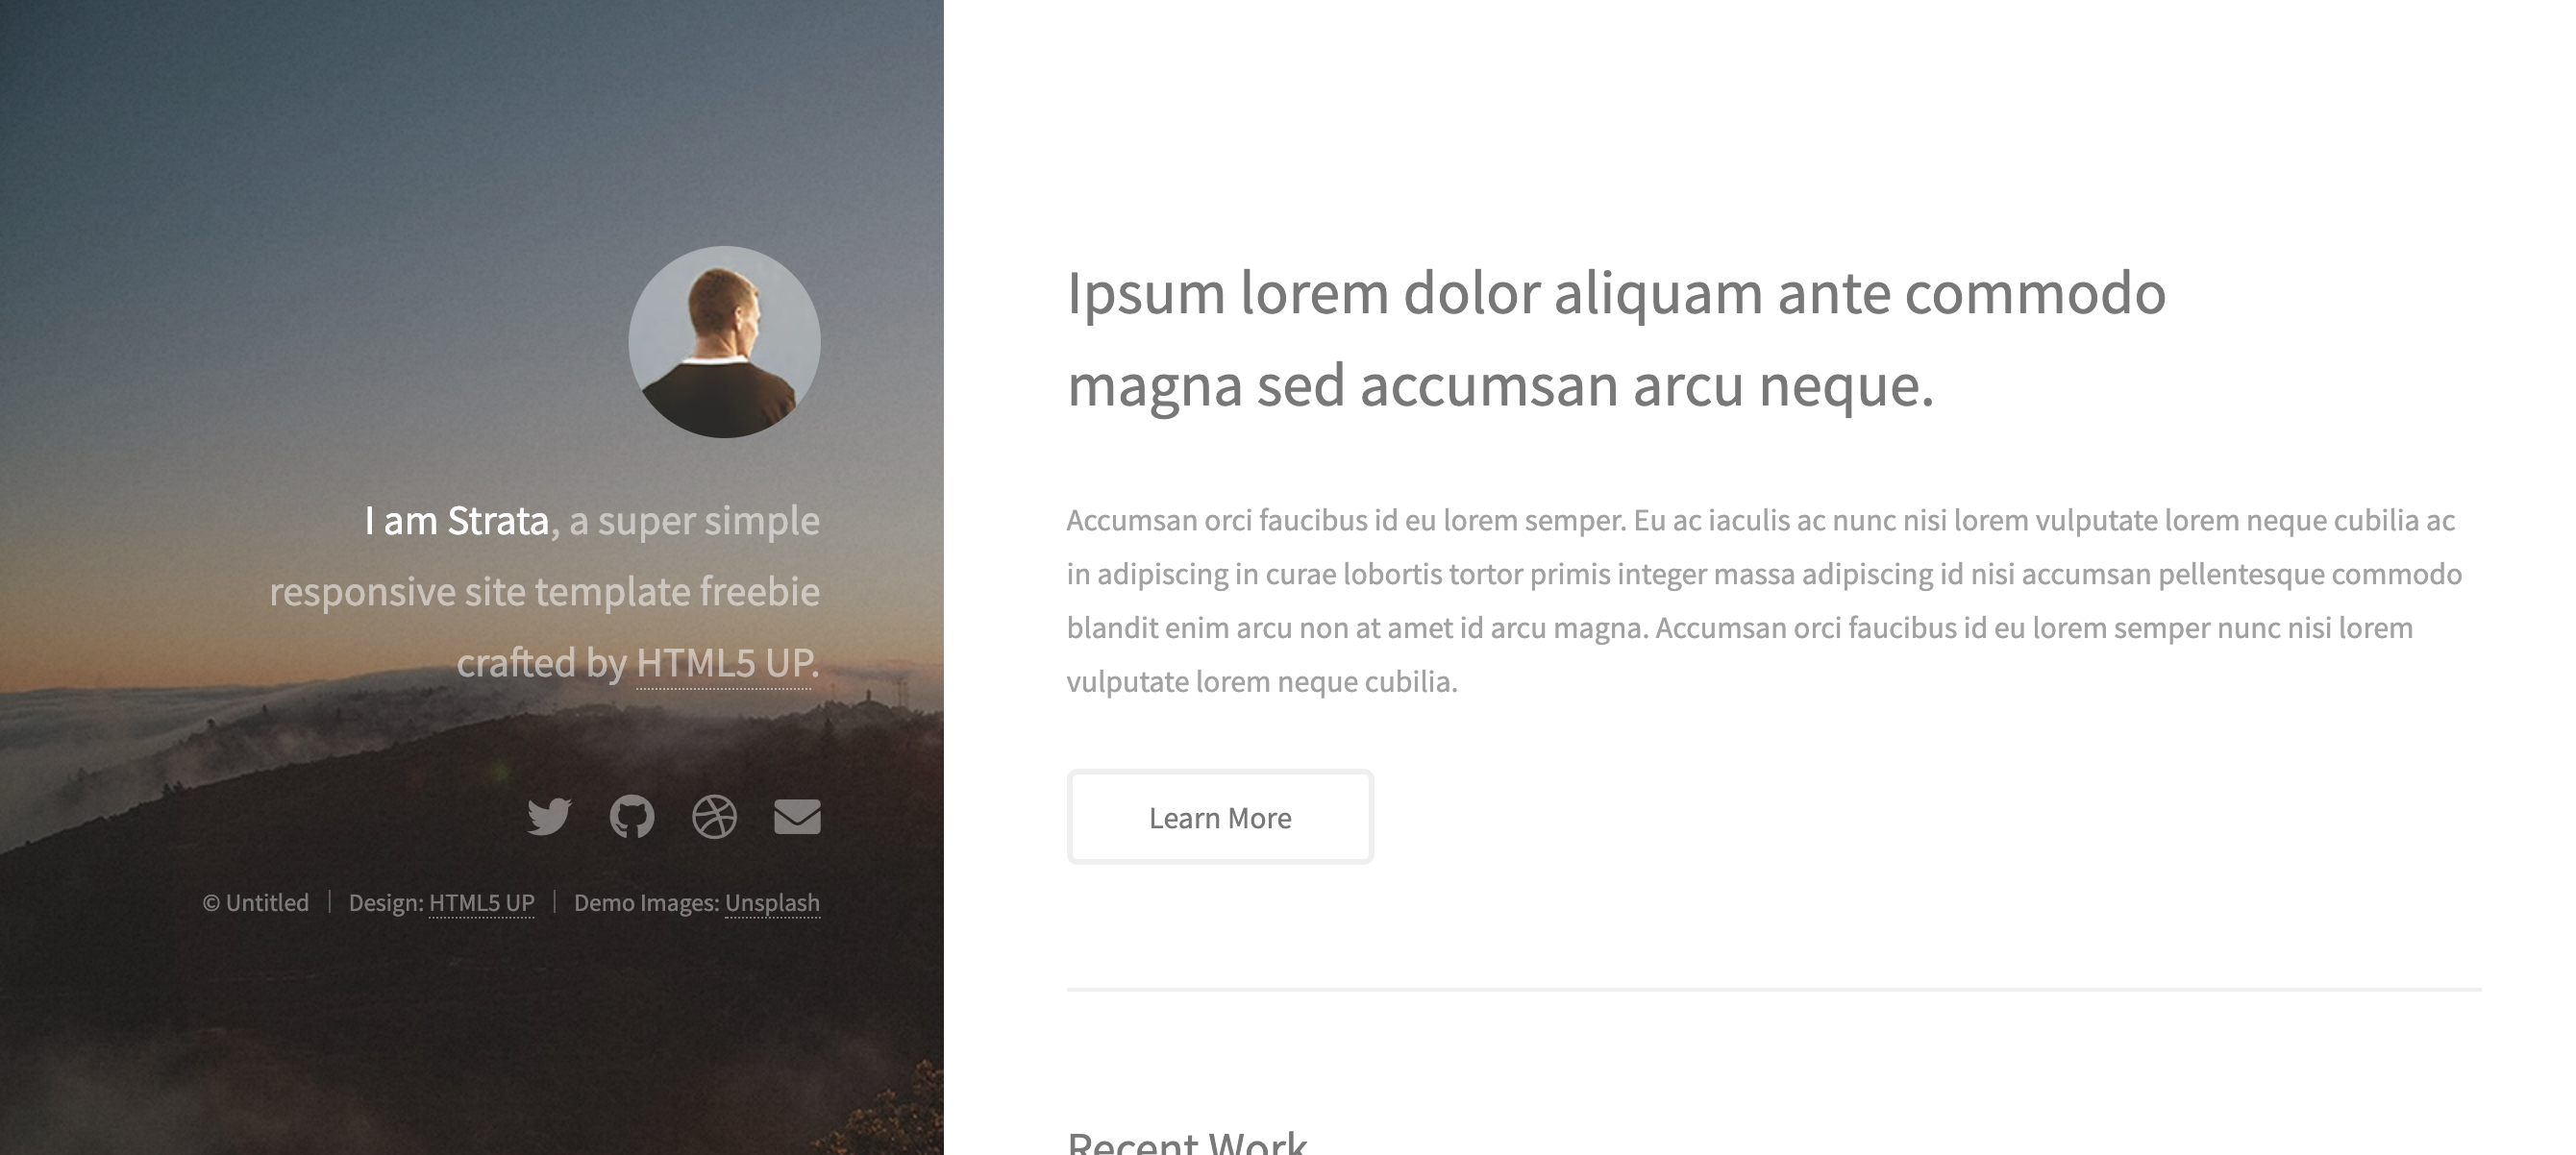 I am Strata, a super simple
responsive site template freebie
crafted by HTML5 UP.
© Untitled | Design: HTML5 UP | Demo Images: Unsplash
Ipsum lorem dolor aliquam ante commodo
magna sed accumsan arcu neque.
Accumsan orci faucibus id eu lorem semper. Eu ac iaculis ac nunc nisi lorem vulputate lorem neque cubilia ac
in adipiscing in curae lobortis tortor primis integer massa adipiscing id nisi accumsan pellentesque commodo
blandit enim arcu non at amet id arcu magna. Accumsan orci faucibus id eu lorem semper nunc nisi lorem
vulputate lorem neque cubilia.
Learn More
Recent Work